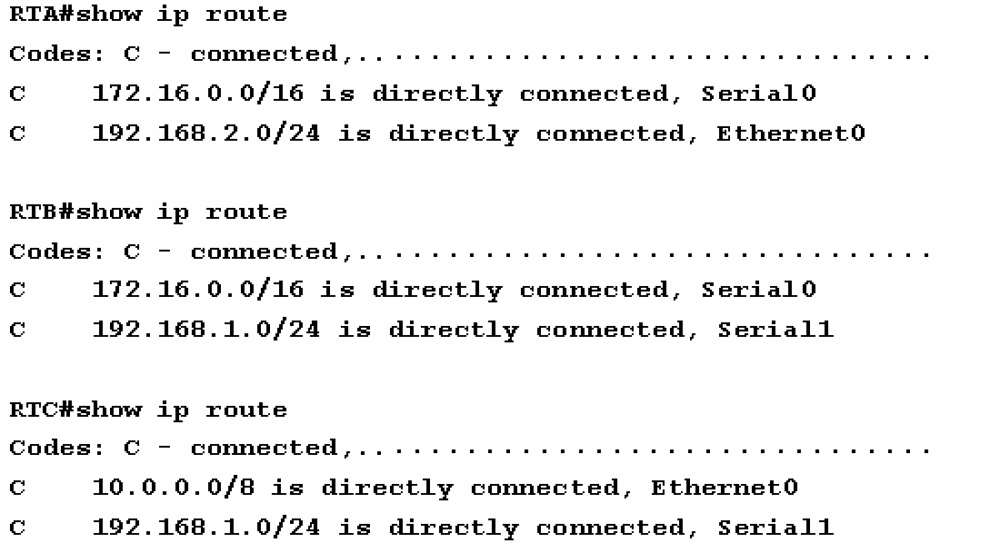 RTA#show ip route
Codes: C - connected,.................................
C    172.16.0.0/16 is directly connected, Serial0
C    192.168.2.0/24 is directly connected, Ethernet0
RTB#show ip route
Codes: C - connected,.................................
C    172.16.0.0/16 is directly connected, Serial0
C    192.168.1.0/24 is directly connected, Serial1
RTC#show ip route
Codes: C - connected,.................................
C    10.0.0.0/8 is directly connected, Ethernet0
C    192.168.1.0/24 is directly connected, Serial1